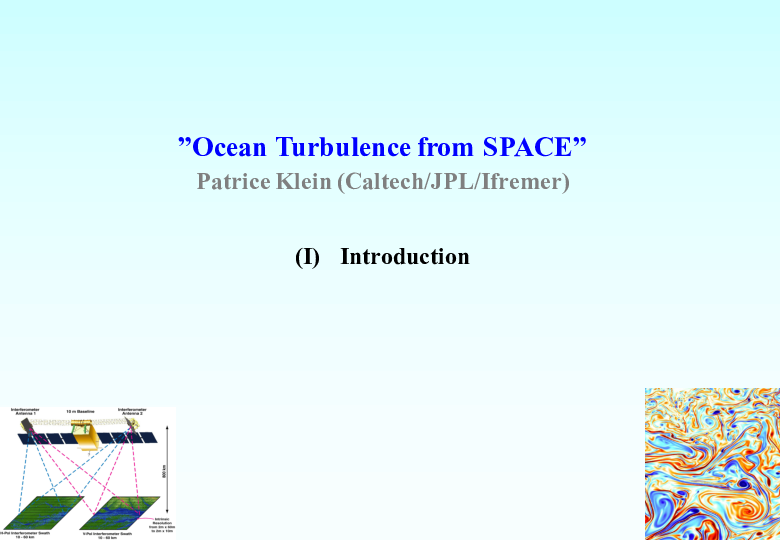 ”Ocean Turbulence from SPACE”
Patrice Klein (Caltech/JPL/Ifremer)
(I) Introduction
Interferometer
Antenna 1
10 m Baseline
Interferometer
Antenna 2
Intrinsic
Resolution
from 2m x 60m
to 2m x 10m
H-Pol Interferometer Swath
10 - 60 km
V-Pol Interferometer Swath
10 - 60 km